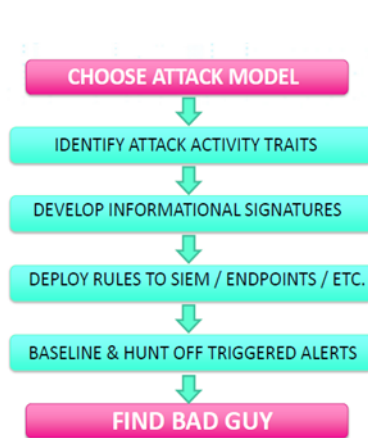 CHOOSE ATTACK MODEL
IDENTIFY ATTACK ACTIVITY TRAITS
DEVELOP INFORMATIONAL SIGNATURES
DEPLOY RULES TO SIEM / ENDPOINTS / ETC.
BASELINE & HUNT OFF TRIGGERED ALERTS
FIND BAD GUY